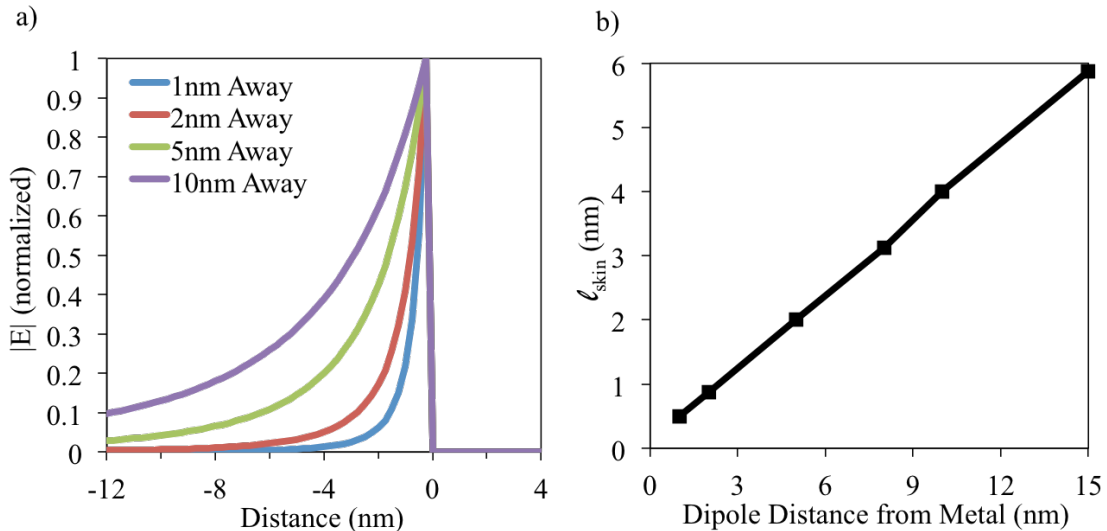 a)
1
0.9
0.8
0.7
0.6
0.5
0.4
0.3
0.2
0.1
0
|E| (normalized)
1nm Away
2nm Away
5nm Away
10nm Away
-12
-8
-4
0
4
Distance (nm)
b)
6
5
4
3
2
1
0
ℓskin (nm)
0
3
6
9
12
15
Dipole Distance from Metal (nm)